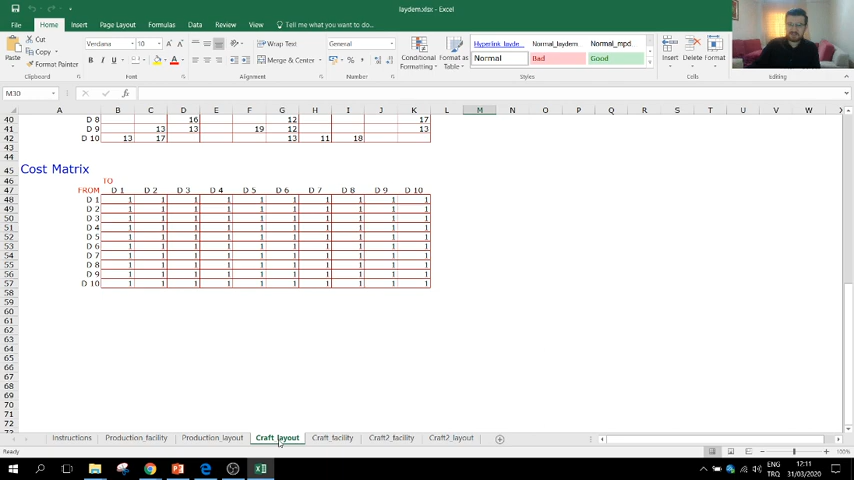 laydem.xlsx - Excel
File Home Insert Page Layout Formulas Data Review View Tell me what you want to do...
Cut
Copy
Format Painter
Paste
Verdana 10
Wrap Text
Merge & Center
General
Conditional Formatting
Format as Table
Hyperlink_layde... Normal_laydem Normal_mpd...
Normal Bad Good
Insert Delete Format
Clipboard Font Alignment Number Styles Cells Editing
M30
A B C D E F G H I J K L M N O P Q R S T U V W X
40 D 8 16 12 17
41 D 9 13 13 19 12 13
42 D 10 13 17 13 11 18
43
44
45 Cost Matrix
46 TO
47 FROM D 1 D 2 D 3 D 4 D 5 D 6 D 7 D 8 D 9 D 10
48 D 1 1 1 1 1 1 1 1 1 1 1
49 D 2 1 1 1 1 1 1 1 1 1 1
50 D 3 1 1 1 1 1 1 1 1 1 1
51 D 4 1 1 1 1 1 1 1 1 1 1
52 D 5 1 1 1 1 1 1 1 1 1 1
53 D 6 1 1 1 1 1 1 1 1 1 1
54 D 7 1 1 1 1 1 1 1 1 1 1
55 D 8 1 1 1 1 1 1 1 1 1 1
56 D 9 1 1 1 1 1 1 1 1 1 1
57 D 10 1 1 1 1 1 1 1 1 1 1
58
59
60
61
62
63
64
65
66
67
68
69
70
71
72
73
Instructions Production_facility Production_layout Craft_layout Craft_facility Craft2_facility Craft2_layout
Ready 100%
ENG 17:11
TRQ 31/03/2020